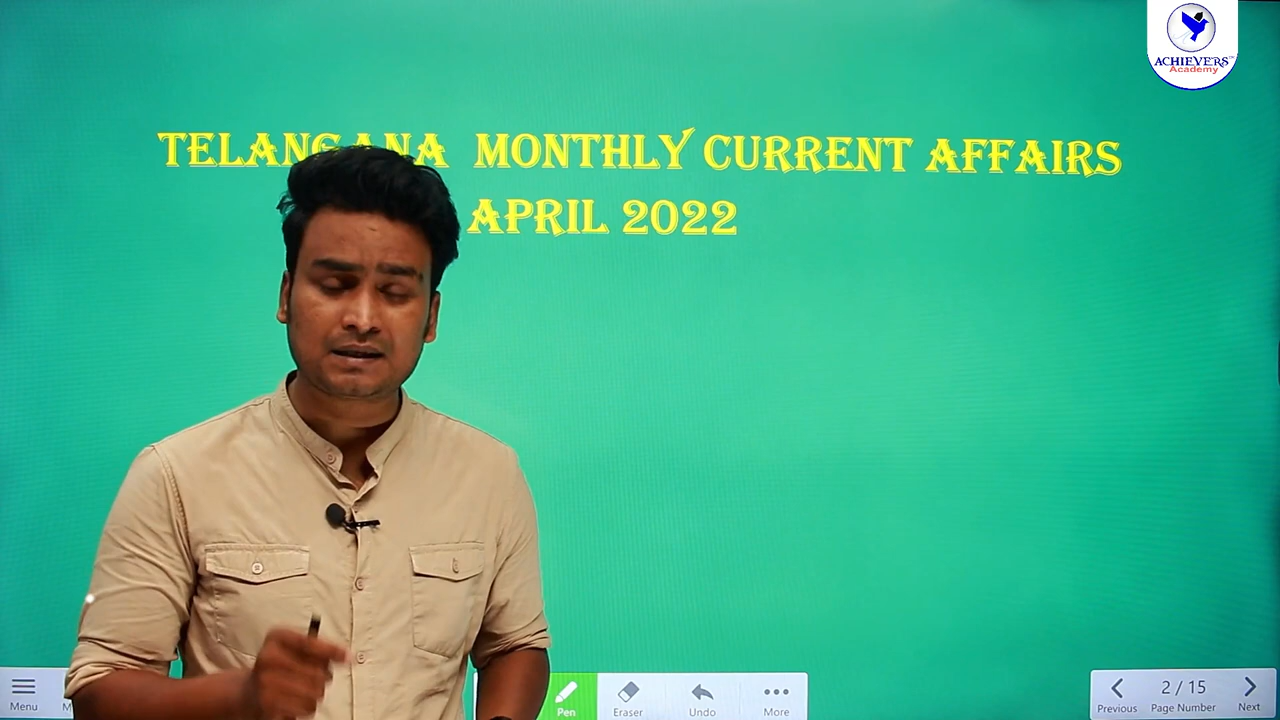 ACHIEVERS
Academy
MONTHLY CURRENT AFFAIRS
APRIL 2022
Menu
Pen
Eraser
Undo
More
2 / 15
Previous
Page Number
Next